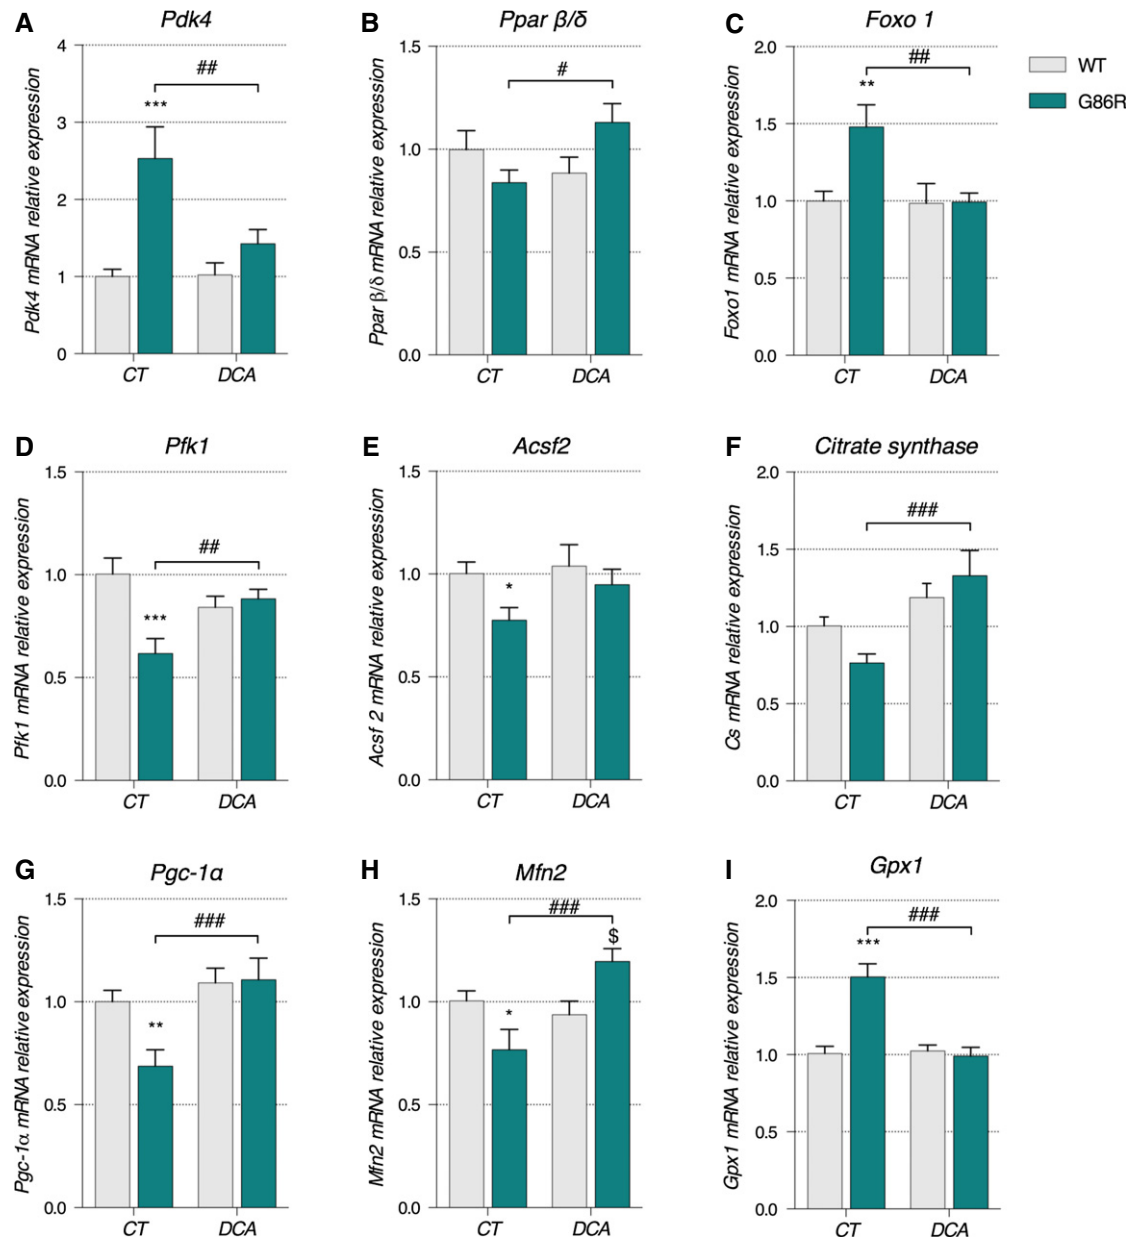 A
Pdk4
Pdk4 mRNA relative expression
4
3
2
1
0
##
***
CT
DCA
B
Ppar β/δ
Ppar β/δ mRNA relative expression
1.5
1.0
0.5
0.0
#
CT
DCA
C
Foxo 1
Foxo1 mRNA relative expression
2.0
1.5
1.0
0.5
0.0
##
**
CT
DCA
WT
G86R
D
Pfk1
Pfk1 mRNA relative expression
1.5
1.0
0.5
0.0
##
***
CT
DCA
E
Acsf2
Acsf 2 mRNA relative expression
1.5
1.0
0.5
0.0
*
CT
DCA
F
Citrate synthase
Cs mRNA relative expression
2.0
1.5
1.0
0.5
0.0
###
CT
DCA
G
Pgc-1α
Pgc-1α mRNA relative expression
1.5
1.0
0.5
0.0
###
**
CT
DCA
H
Mfn2
Mfn2 mRNA relative expression
1.5
1.0
0.5
0.0
###
$
*
CT
DCA
I
Gpx1
Gpx1 mRNA relative expression
2.0
1.5
1.0
0.5
0.0
###
***
CT
DCA